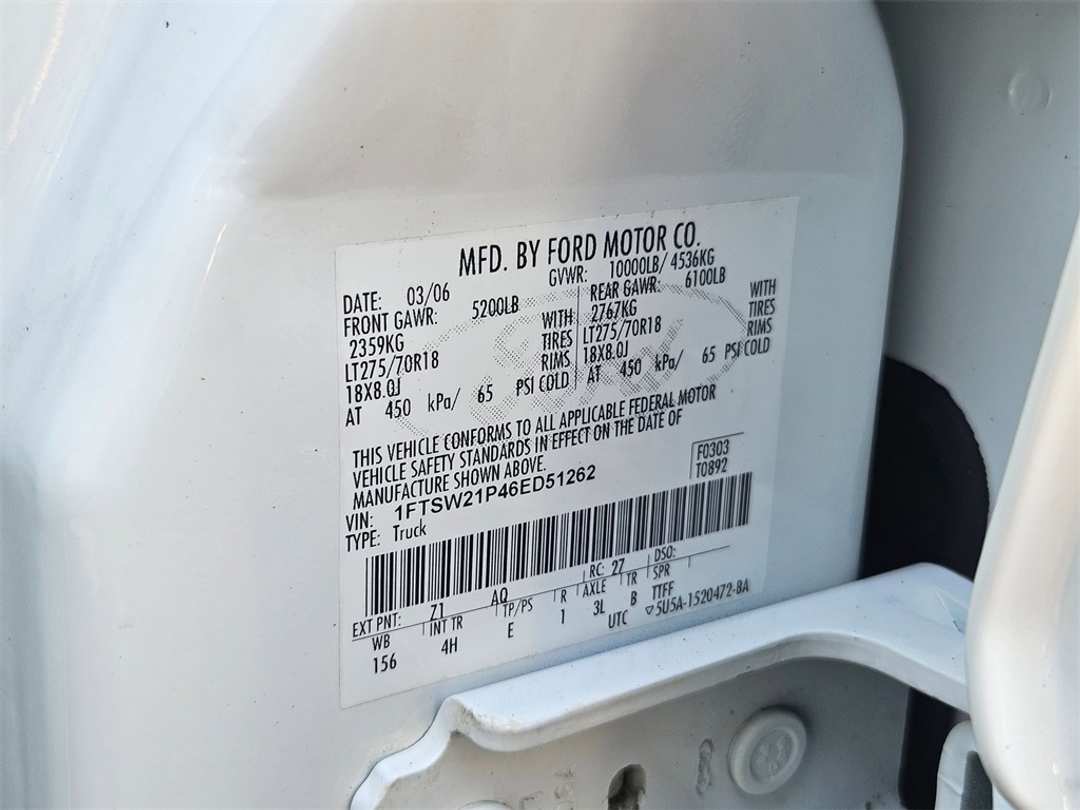 MFD. BY FORD MOTOR CO.
DATE: 03/06 GVWR: 10000LB/ 4536KG
FRONT GAWR: 5200LB REAR GAWR: 6100LB
2359KG WITH 2767KG WITH
LT275/70R18 TIRES LT275/70R18 TIRES
18X8.0J RIMS 18X8.0J RIMS
AT 450 kPa/ 65 PSI COLD AT 450 kPa/ 65 PSI COLD
THIS VEHICLE CONFORMS TO ALL APPLICABLE FEDERAL MOTOR
VEHICLE SAFETY STANDARDS IN EFFECT ON THE DATE OF
MANUFACTURE SHOWN ABOVE.
F0303
T0892
VIN: 1FTSW21P46ED51262
TYPE: Truck
EXT PNT: Z1 AQ RC: 27 DSO:
WB INT TR TP/PS R AXLE TR SPR
156 4H E 1 3L B TTFF
UTC ▽5U5A-1520472-BA